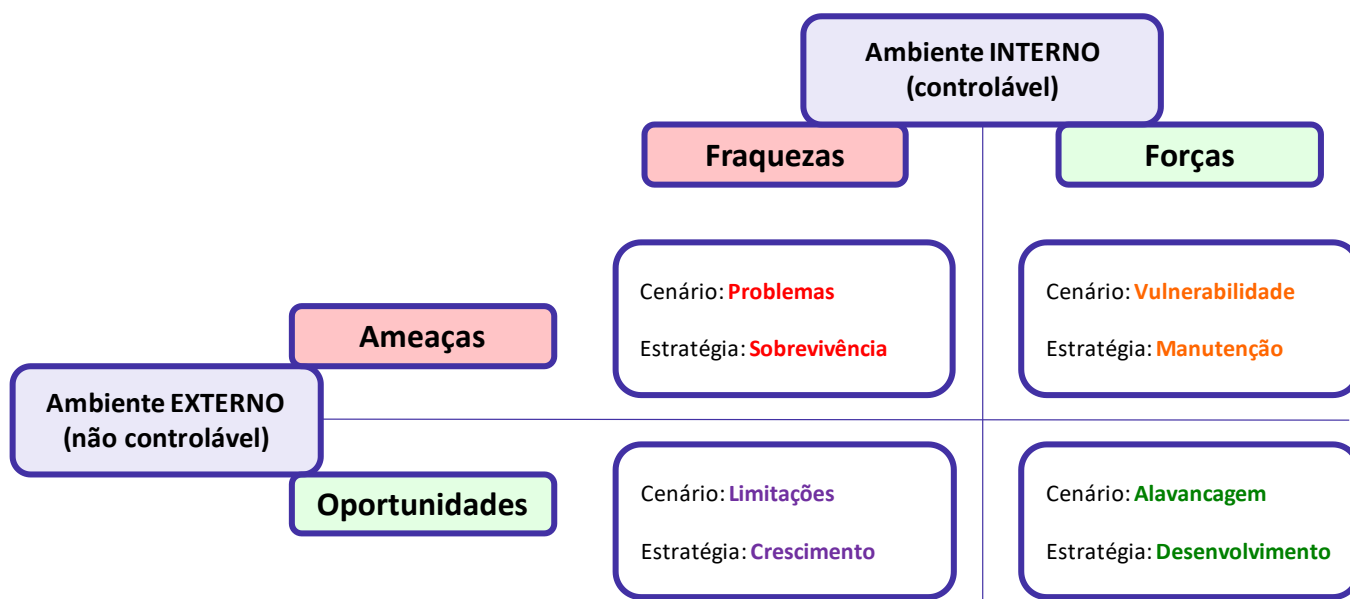 Ambiente INTERNO
(controlável)
Fraquezas
Forças
Cenário: Problemas
Estratégia: Sobrevivência
Cenário: Vulnerabilidade
Estratégia: Manutenção
Ameaças
Ambiente EXTERNO
(não controlável)
Oportunidades
Cenário: Limitações
Estratégia: Crescimento
Cenário: Alavancagem
Estratégia: Desenvolvimento